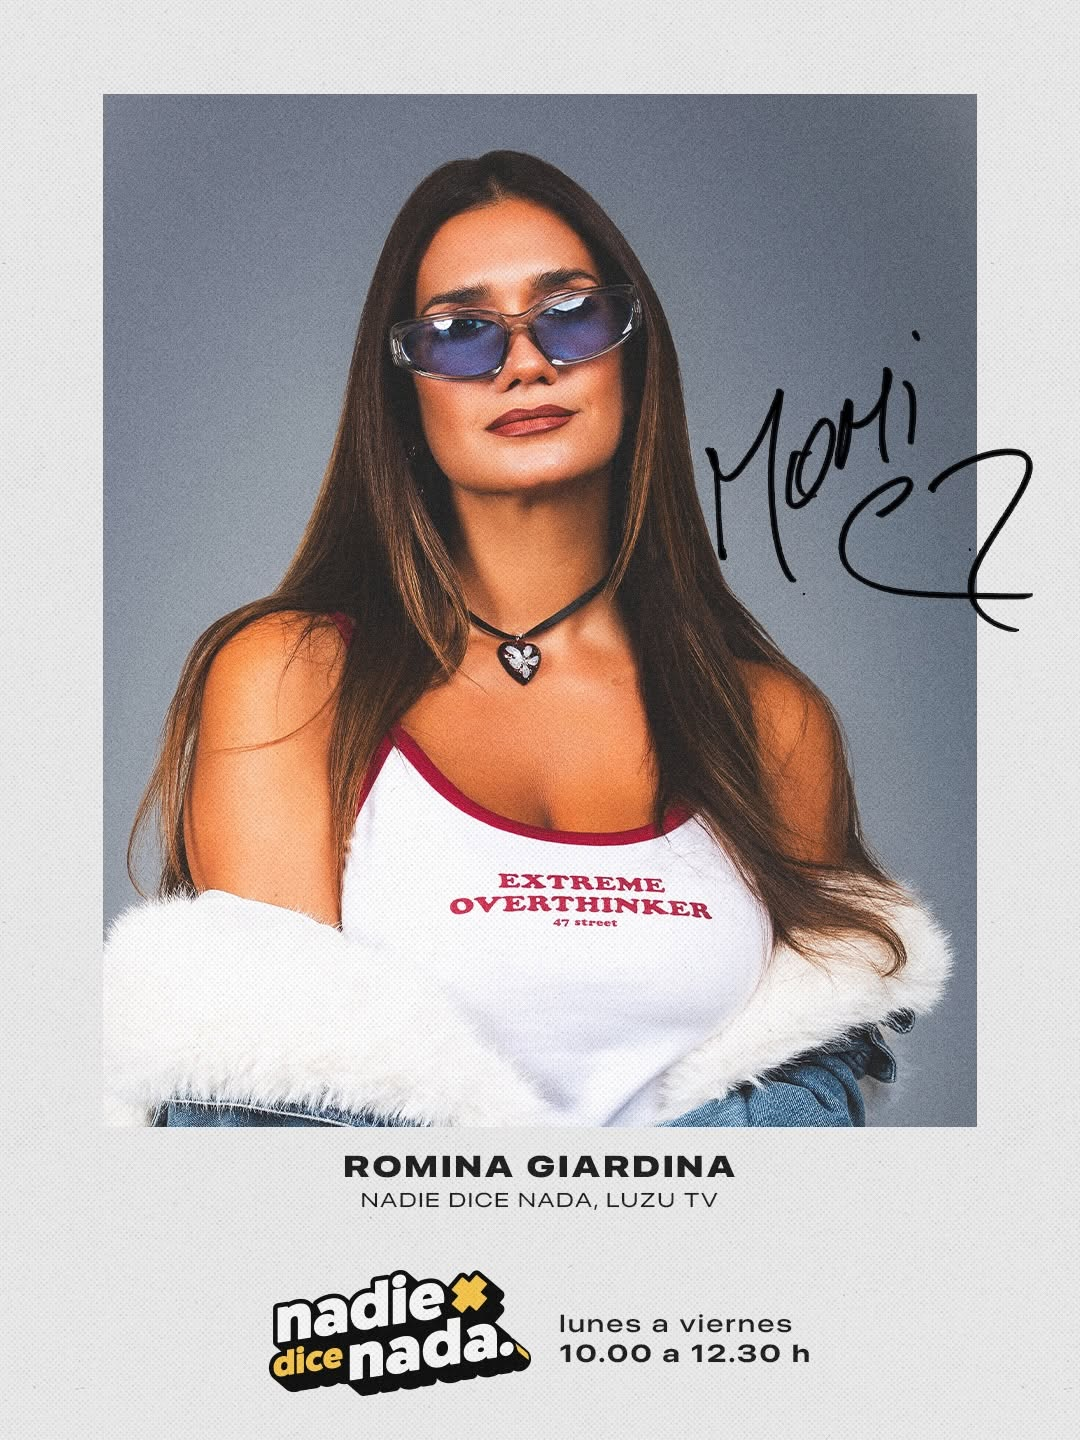 MOMi
EXTREME
OVERTHINKER
47 street
ROMINA GIARDINA
NADIE DICE NADA, LUZU TV
nadie
dice nada.
lunes a viernes
10.00 a 12.30 h